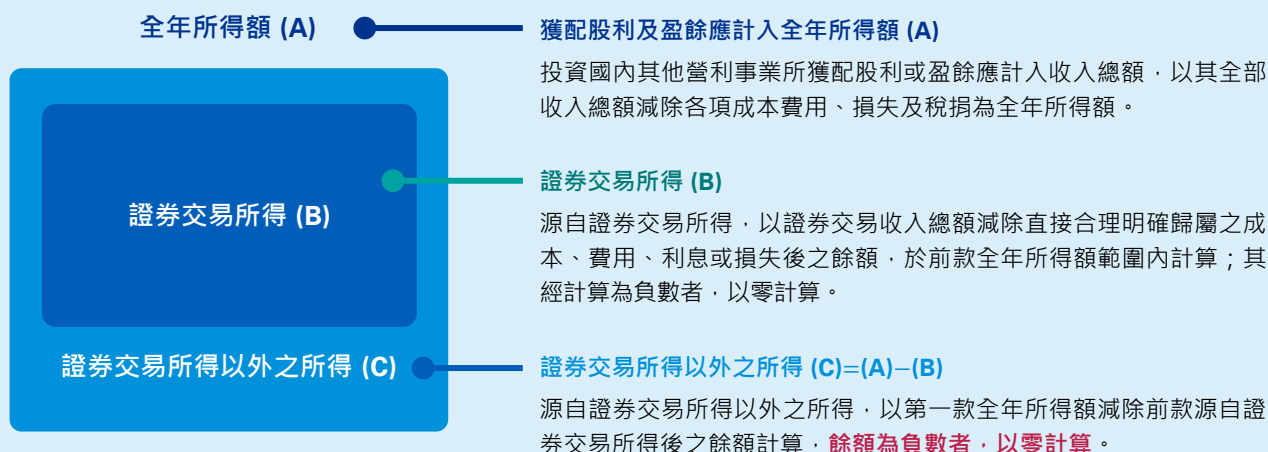 全年所得額 (A)
證券交易所得 (B)
證券交易所得以外之所得 (C)
獲配股利及盈餘應計入全年所得額 (A)
投資國內其他營利事業所獲配股利或盈餘應計入收入總額，以其全部
收入總額減除各項成本費用、損失及稅捐為全年所得額。
證券交易所得 (B)
源自證券交易所得，以證券交易收入總額減除直接合理明確歸屬之成
本、費用、利息或損失後之餘額，於前款全年所得額範圍內計算；其
經計算為負數者，以零計算。
證券交易所得以外之所得 (C)=(A)–(B)
源自證券交易所得以外之所得，以第一款全年所得額減除前款源自證
券交易所得後之餘額計算，餘額為負數者，以零計算。